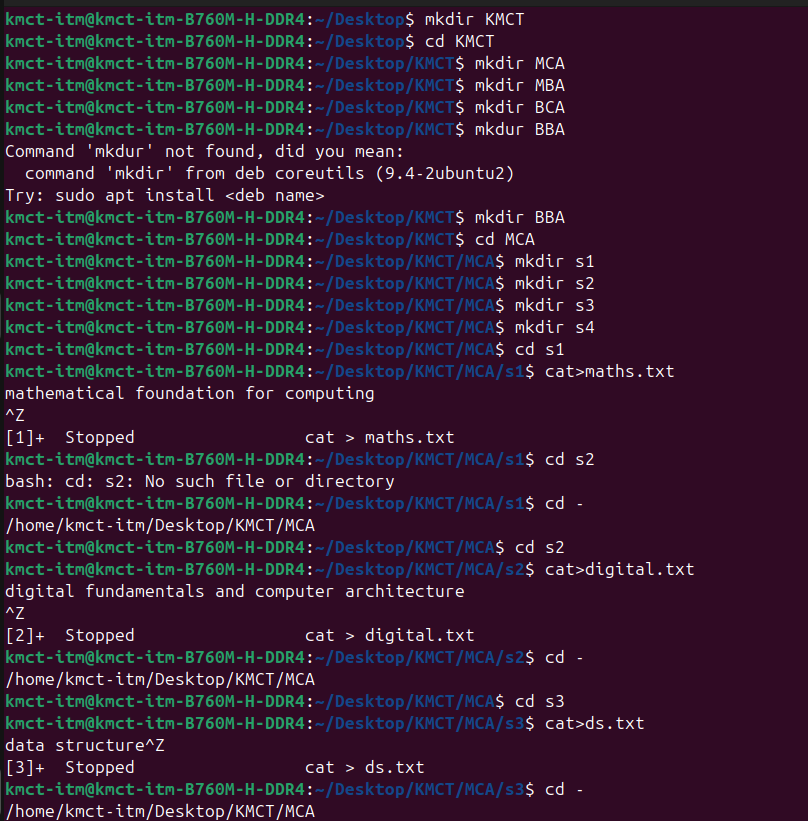 kmct-itm@kmct-itm-B760M-H-DDR4:~/Desktop$ mkdir KMCT
kmct-itm@kmct-itm-B760M-H-DDR4:~/Desktop$ cd KMCT
kmct-itm@kmct-itm-B760M-H-DDR4:~/Desktop/KMCT$ mkdir MCA
kmct-itm@kmct-itm-B760M-H-DDR4:~/Desktop/KMCT$ mkdir MBA
kmct-itm@kmct-itm-B760M-H-DDR4:~/Desktop/KMCT$ mkdir BCA
kmct-itm@kmct-itm-B760M-H-DDR4:~/Desktop/KMCT$ mkdur BBA
Command 'mkdur' not found, did you mean:
  command 'mkdir' from deb coreutils (9.4-2ubuntu2)
Try: sudo apt install <deb name>
kmct-itm@kmct-itm-B760M-H-DDR4:~/Desktop/KMCT$ mkdir BBA
kmct-itm@kmct-itm-B760M-H-DDR4:~/Desktop/KMCT$ cd MCA
kmct-itm@kmct-itm-B760M-H-DDR4:~/Desktop/KMCT/MCA$ mkdir s1
kmct-itm@kmct-itm-B760M-H-DDR4:~/Desktop/KMCT/MCA$ mkdir s2
kmct-itm@kmct-itm-B760M-H-DDR4:~/Desktop/KMCT/MCA$ mkdir s3
kmct-itm@kmct-itm-B760M-H-DDR4:~/Desktop/KMCT/MCA$ mkdir s4
kmct-itm@kmct-itm-B760M-H-DDR4:~/Desktop/KMCT/MCA$ cd s1
kmct-itm@kmct-itm-B760M-H-DDR4:~/Desktop/KMCT/MCA/s1$ cat>maths.txt
mathematical foundation for computing
^Z
[1]+  Stopped                 cat > maths.txt
kmct-itm@kmct-itm-B760M-H-DDR4:~/Desktop/KMCT/MCA/s1$ cd s2
bash: cd: s2: No such file or directory
kmct-itm@kmct-itm-B760M-H-DDR4:~/Desktop/KMCT/MCA/s1$ cd -
/home/kmct-itm/Desktop/KMCT/MCA
kmct-itm@kmct-itm-B760M-H-DDR4:~/Desktop/KMCT/MCA$ cd s2
kmct-itm@kmct-itm-B760M-H-DDR4:~/Desktop/KMCT/MCA/s2$ cat>digital.txt
digital fundamentals and computer architecture
^Z
[2]+  Stopped                 cat > digital.txt
kmct-itm@kmct-itm-B760M-H-DDR4:~/Desktop/KMCT/MCA/s2$ cd -
/home/kmct-itm/Desktop/KMCT/MCA
kmct-itm@kmct-itm-B760M-H-DDR4:~/Desktop/KMCT/MCA$ cd s3
kmct-itm@kmct-itm-B760M-H-DDR4:~/Desktop/KMCT/MCA/s3$ cat>ds.txt
data structure^Z
[3]+  Stopped                 cat > ds.txt
kmct-itm@kmct-itm-B760M-H-DDR4:~/Desktop/KMCT/MCA/s3$ cd -
/home/kmct-itm/Desktop/KMCT/MCA